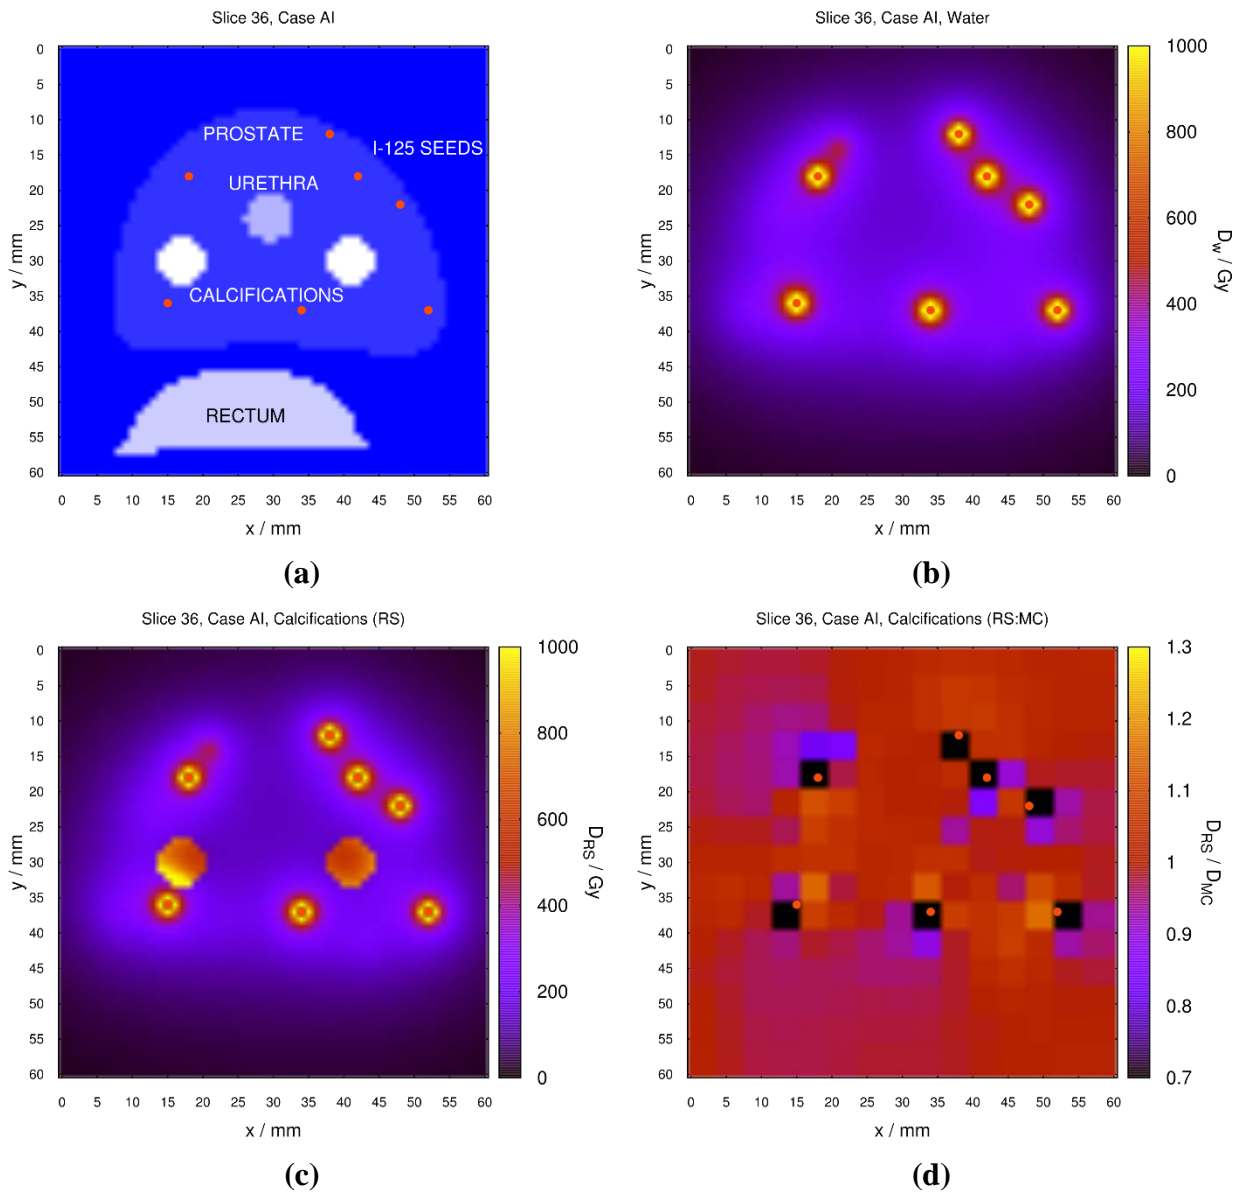 Slice 36, Case AI
0
5
10
15
20
25
30
35
40
45
50
55
60
y / mm
PROSTATE
I-125 SEEDS
URETHRA
CALCIFICATIONS
RECTUM
0 5 10 15 20 25 30 35 40 45 50 55 60
x / mm
(a)
Slice 36, Case AI, Water
0
5
10
15
20
25
30
35
40
45
50
55
60
y / mm
0 5 10 15 20 25 30 35 40 45 50 55 60
x / mm
1000
800
600
400
200
0
D_w / Gy
(b)
Slice 36, Case AI, Calcifications (RS)
0
5
10
15
20
25
30
35
40
45
50
55
60
y / mm
0 5 10 15 20 25 30 35 40 45 50 55 60
x / mm
1000
800
600
400
200
0
D_RS / Gy
(c)
Slice 36, Case AI, Calcifications (RS:MC)
0
5
10
15
20
25
30
35
40
45
50
55
60
y / mm
0 5 10 15 20 25 30 35 40 45 50 55 60
x / mm
1.3
1.2
1.1
1
0.9
0.8
0.7
D_RS / D_MC
(d)